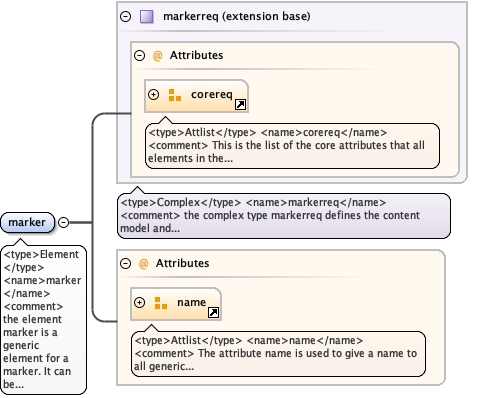 markerreq (extension base)
@ Attributes
corereq
<type>Attlist</type> <name>corereq</name>
<comment> This is the list of the core attributes that all
elements in the...
<type>Complex</type> <name>markerreq</name>
<comment> the complex type markerreq defines the content
model and...
marker
<type>Element
</type>
<name>marker
</name>
<comment>
the element
marker is a
generic
element for a
marker. It can
be...
@ Attributes
name
<type>Attlist</type> <name>name</name>
<comment> The attribute name is used to give a name to
all generic...